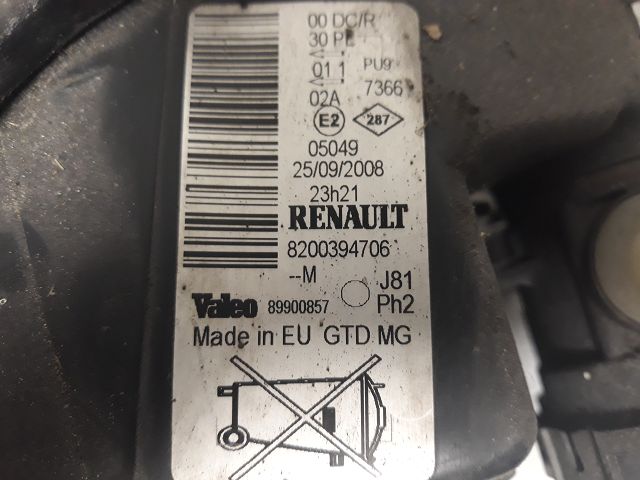 00 DC/R
30 PL
01 1 PU9
7366
02A
E2 287
05049
25/09/2008
23h21
RENAULT
8200394706
--M J81
Valeo 89900857 Ph2
Made in EU GTD MG